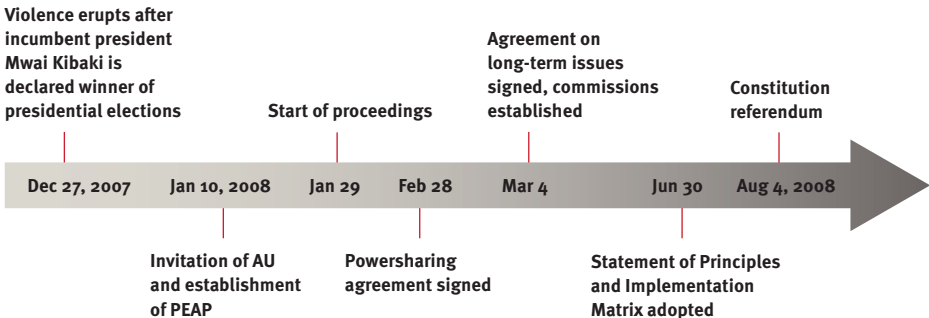 Violence erupts after
incumbent president
Mwai Kibaki is
declared winner of
presidential elections
Start of proceedings
Agreement on
long-term issues
signed, commissions
established
Constitution
referendum
Dec 27, 2007 Jan 10, 2008 Jan 29 Feb 28 Mar 4 Jun 30 Aug 4, 2008
Invitation of AU
and establishment
of PEAP
Powersharing
agreement signed
Statement of Principles
and Implementation
Matrix adopted